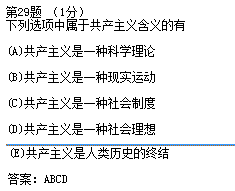 第29题 （1分）
下列选项中属于共产主义含义的有
(A)共产主义是一种科学理论
(B)共产主义是一种现实运动
(C)共产主义是一种社会制度
(D)共产主义是一种社会理想
(E)共产主义是人类历史的终结
答案：ABCD